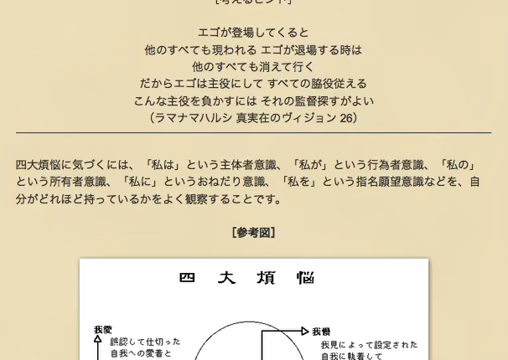 [考えるヒント]
エゴが登場してくると
他のすべても現われる エゴが退場する時は
他のすべても消えて行く
だからエゴは主役にして すべての脇役従える
こんな主役を負かすには それの監督探すがよい
(ラマナマハルシ 真実在のヴィジョン 26)
四大煩悩に気づくには、「私は」という主体者意識、「私が」という行為者意識、「私の」
という所有者意識、「私に」というおねだり意識、「私を」という指名願望意識などを、自
分がどれほど持っているかをよく観察することです。
[参考図]
四大煩悩
我愛
誤認して仕切った
自我への愛着と
我慢
我見によって設定された
自我に執着して